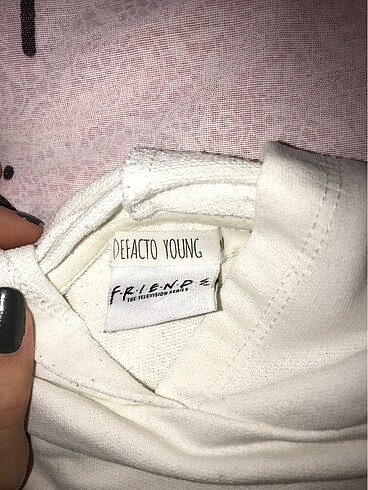 DEFACTO YOUNG
F·R·I·E·N·D·S
THE TELEVISION SERIES